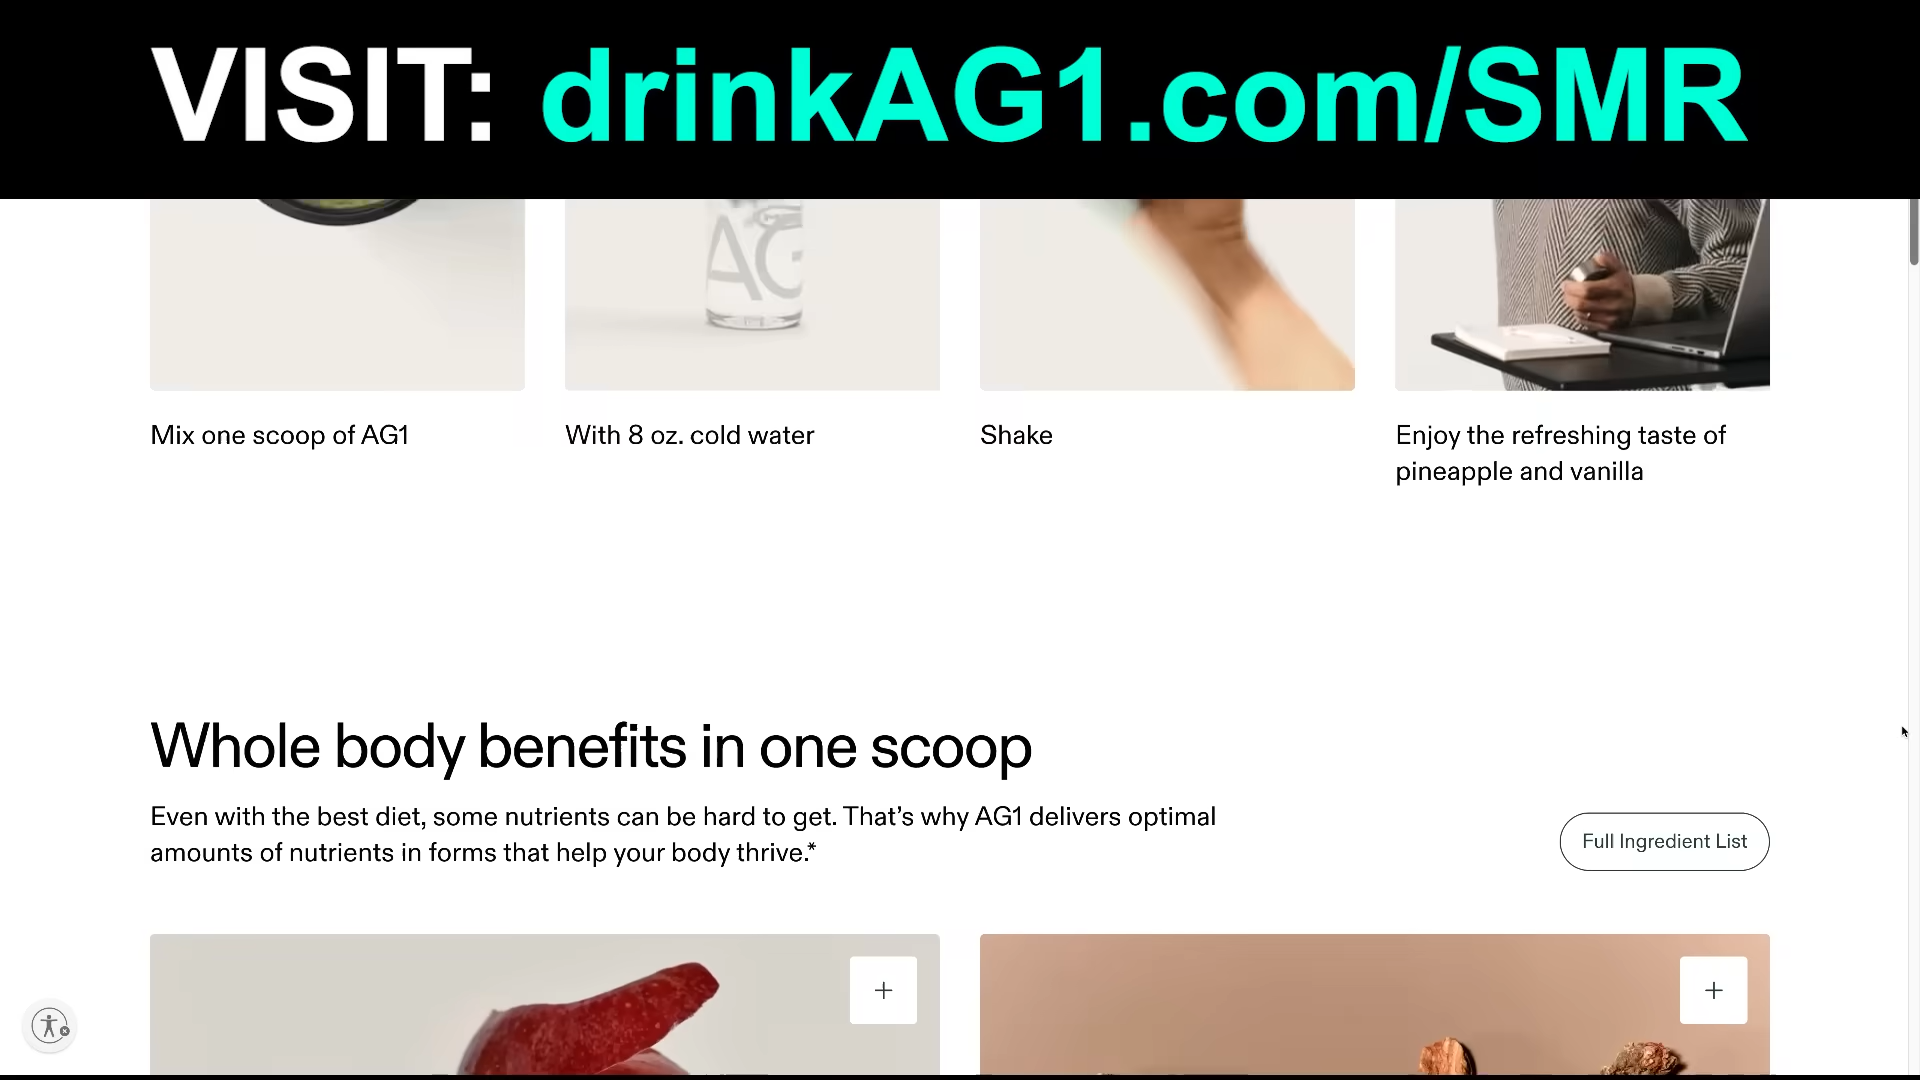 VISIT: drinkAG1.com/SMR
AG
Mix one scoop of AG1
With 8 oz. cold water
Shake
Enjoy the refreshing taste of
pineapple and vanilla
Whole body benefits in one scoop
Even with the best diet, some nutrients can be hard to get. That’s why AG1 delivers optimal
amounts of nutrients in forms that help your body thrive.*
Full Ingredient List